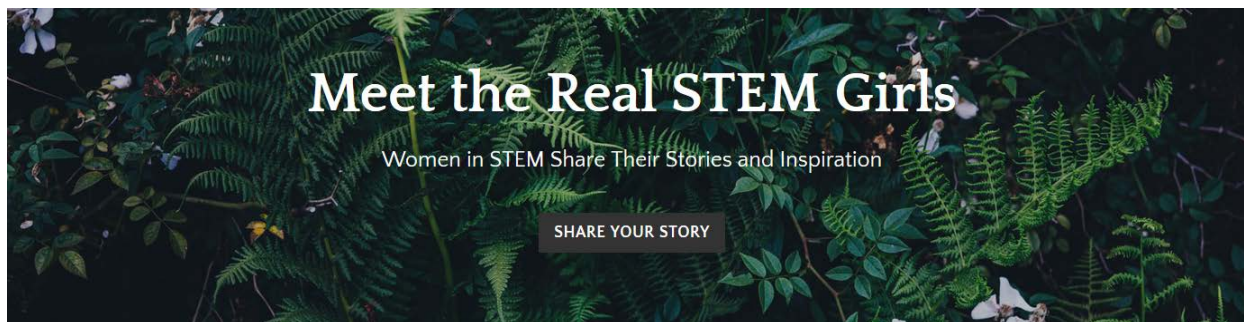 Meet the Real STEM Girls
Women in STEM Share Their Stories and Inspiration
SHARE YOUR STORY